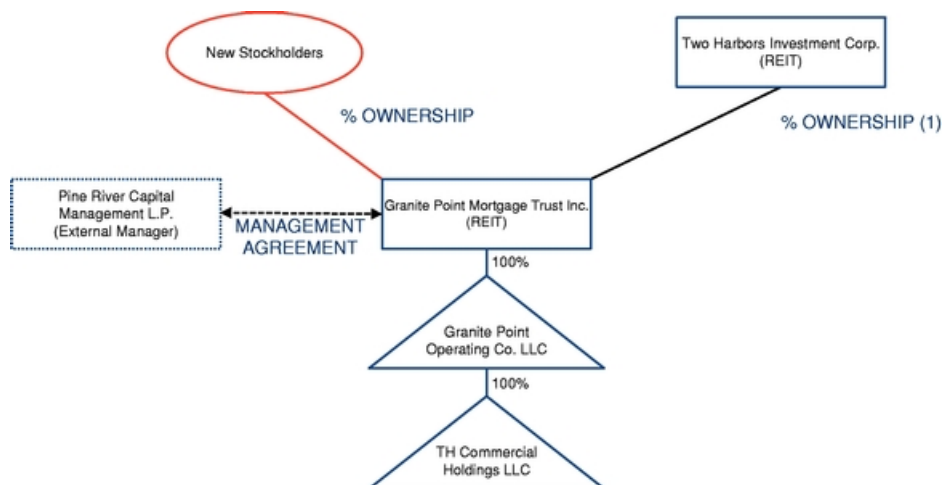 New Stockholders
Two Harbors Investment Corp.
(REIT)
% OWNERSHIP
% OWNERSHIP (1)
Pine River Capital
Management L.P.
(External Manager)
MANAGEMENT
AGREEMENT
Granite Point Mortgage Trust Inc.
(REIT)
100%
Granite Point
Operating Co. LLC
100%
TH Commercial
Holdings LLC